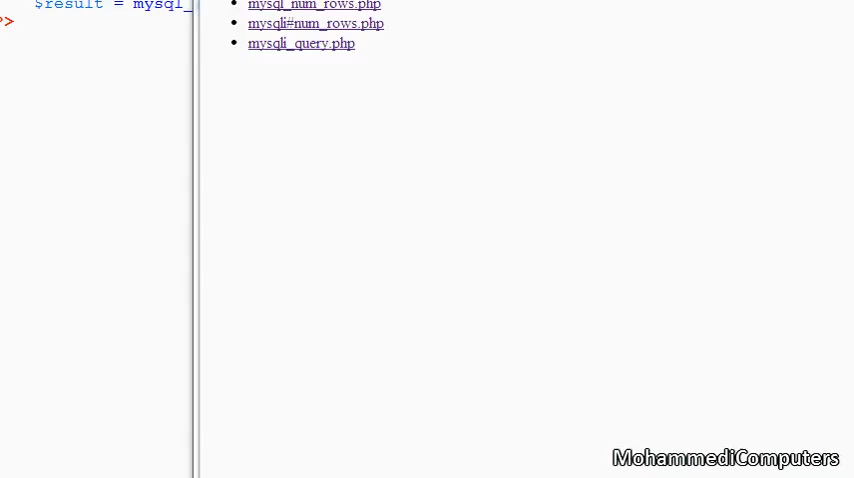 $result = mysql_
?>
mysql_num_rows.php
mysqli#num_rows.php
mysqli_query.php
MohammediComputers